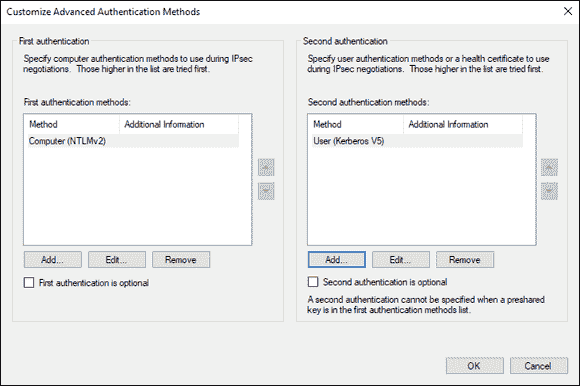 Customize Advanced Authentication Methods
First authentication
Specify computer authentication methods to use during IPsec
negotiations. Those higher in the list are tried first.
First authentication methods:
Method Additional Information
Computer (NTLMv2)
Add... Edit... Remove
First authentication is optional
Second authentication
Specify user authentication methods or a health certificate to use
during IPsec negotiations. Those higher in the list are tried first.
Second authentication methods:
Method Additional Information
User (Kerberos V5)
Add... Edit... Remove
Second authentication is optional
A second authentication cannot be specified when a preshared
key is in the first authentication methods list.
OK Cancel